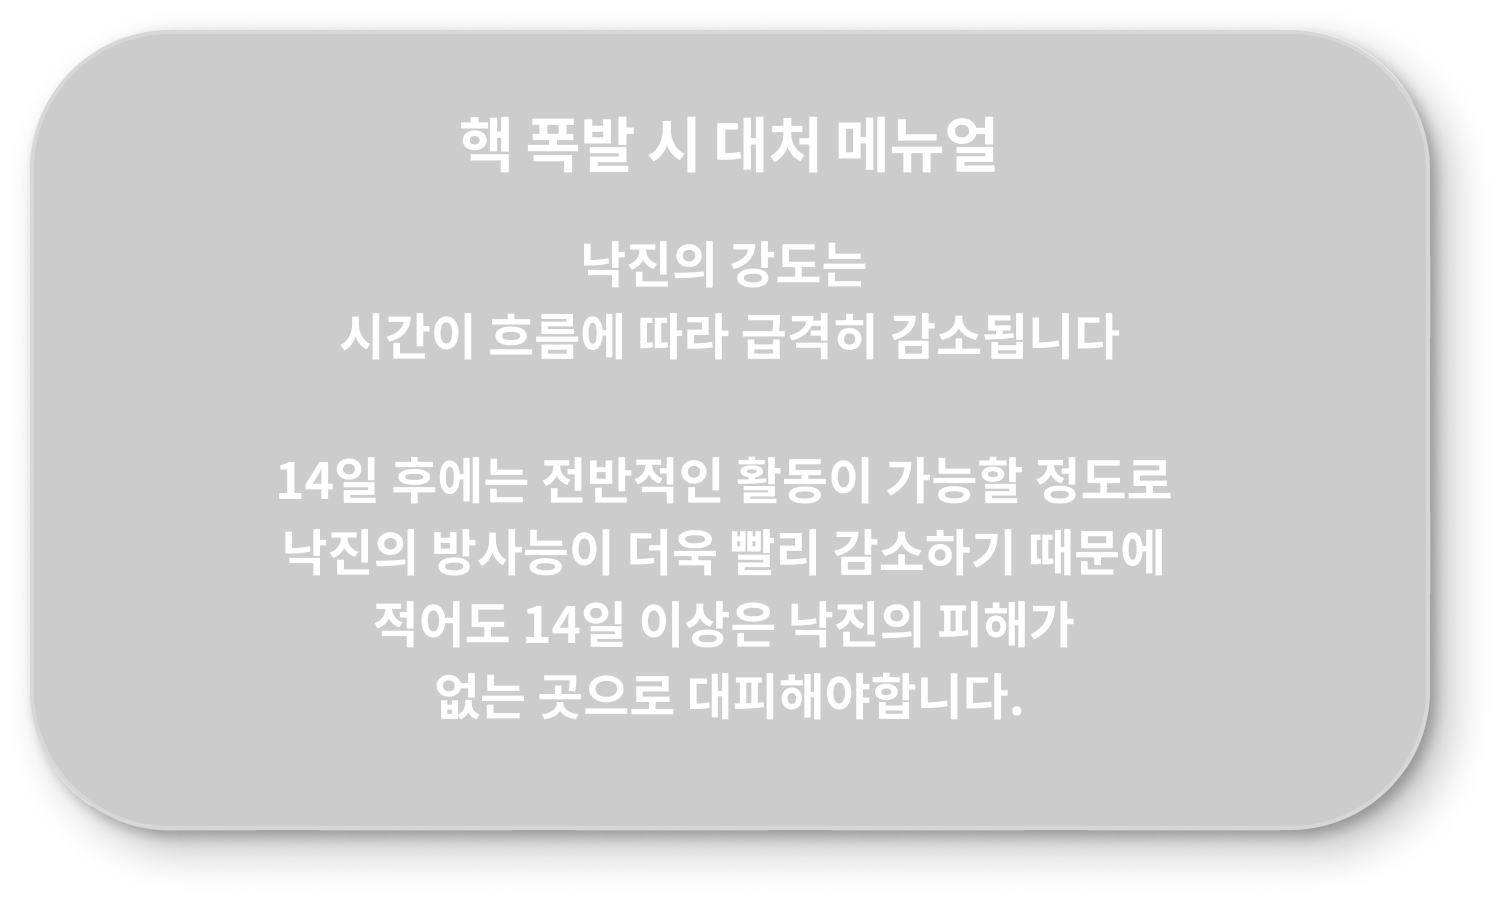 핵 폭발 시 대처 메뉴얼
낙진의 강도는
시간이 흐름에 따라 급격히 감소됩니다
14일 후에는 전반적인 활동이 가능할 정도로
낙진의 방사능이 더욱 빨리 감소하기 때문에
적어도 14일 이상은 낙진의 피해가
없는 곳으로 대피해야합니다.